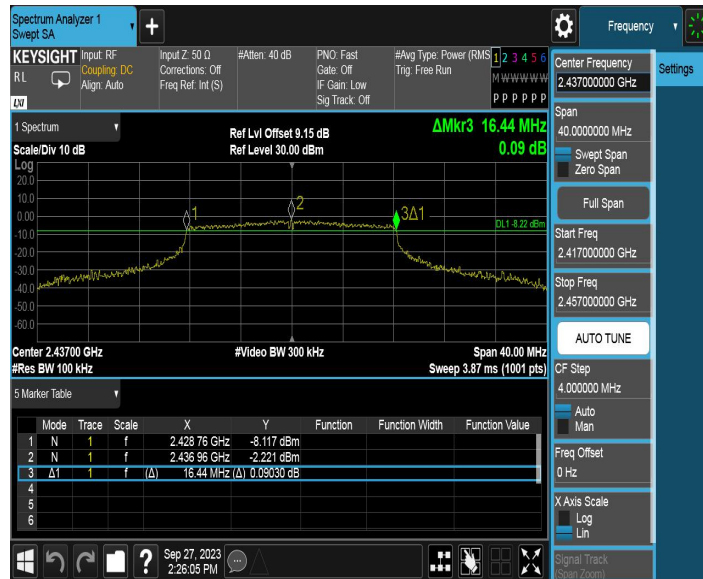 Spectrum Analyzer 1
Swept SA
+
Frequency
KEYSIGHT
RL
LXI
Input: RF
Coupling: DC
Align: Auto
Input Z: 50 Ω
Corrections: Off
Freq Ref: Int (S)
#Atten: 40 dB
PNO: Fast
Gate: Off
IF Gain: Low
Sig Track: Off
#Avg Type: Power (RMS
Trig: Free Run
1 2 3 4 5 6
M W W W W W
P P P P P P
1 Spectrum
Scale/Div 10 dB
Ref Lvl Offset 9.15 dB
Ref Level 30.00 dBm
ΔMkr3 16.44 MHz
0.09 dB
Log
20.0
10.0
0.00
-10.0
-20.0
-30.0
-40.0
-50.0
-60.0
1
2
3Δ1
DL1 -8.22 dBm
Center 2.43700 GHz
#Res BW 100 kHz
#Video BW 300 kHz
Span 40.00 MHz
Sweep 3.87 ms (1001 pts)
5 Marker Table
Mode Trace Scale X Y Function Function Width Function Value
1 N 1 f 2.428 76 GHz -8.117 dBm
2 N 1 f 2.436 96 GHz -2.221 dBm
3 Δ1 1 f (Δ) 16.44 MHz (Δ) 0.09030 dB
4
5
6
Sep 27, 2023
2:26:05 PM
?
Center Frequency
2.437000000 GHz
Settings
Span
40.0000000 MHz
Swept Span
Zero Span
Full Span
Start Freq
2.417000000 GHz
Stop Freq
2.457000000 GHz
AUTO TUNE
CF Step
4.000000 MHz
Auto
Man
Freq Offset
0 Hz
X Axis Scale
Log
Lin
Signal Track
(Span Zoom)